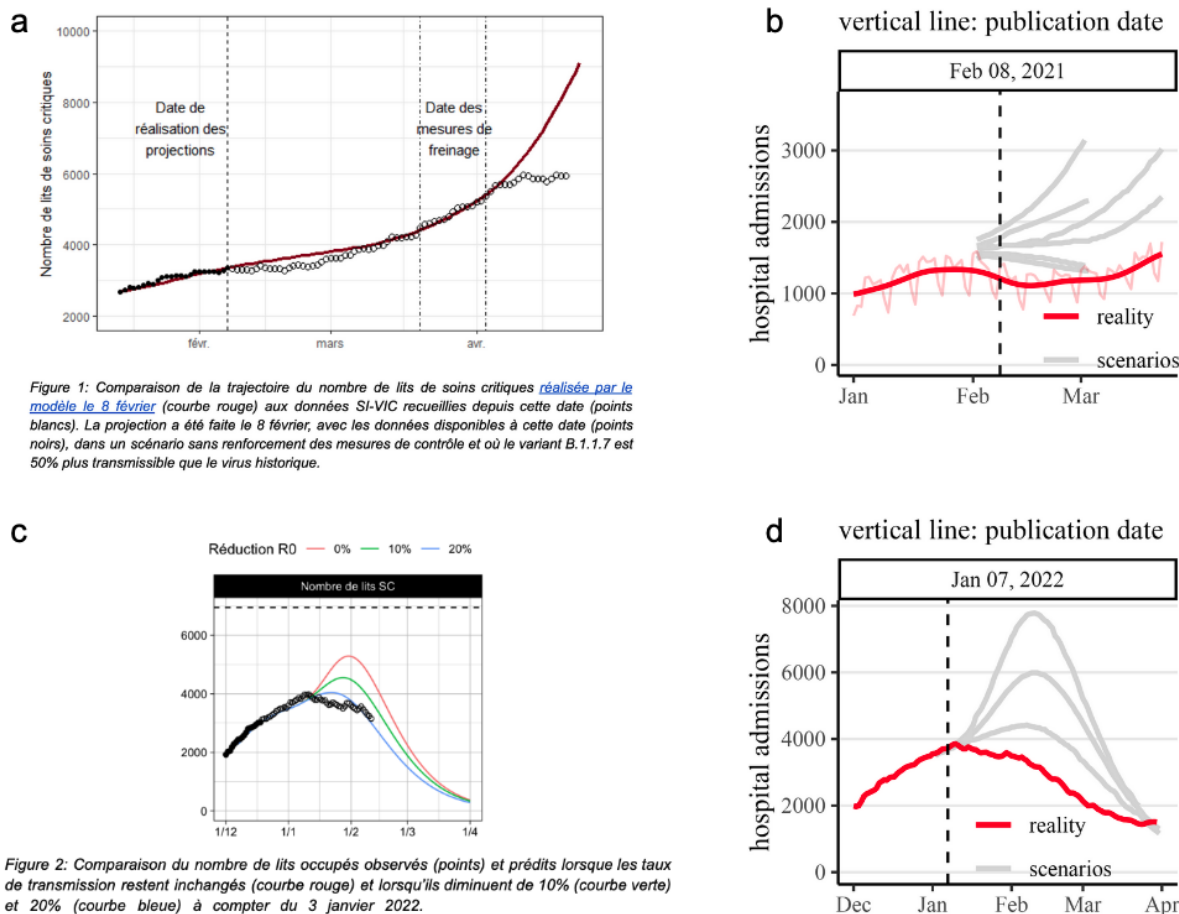 a
10000
8000
6000
4000
2000
Nombre de lits de soins critiques
Date de
réalisation des
projections
Date des
mesures de
freinage
févr.
mars
avr.
Figure 1: Comparaison de la trajectoire du nombre de lits de soins critiques réalisée par le
modèle le 8 février (courbe rouge) aux données SI-VIC recueillies depuis cette date (points
blancs). La projection a été faite le 8 février, avec les données disponibles à cette date (points
noirs), dans un scénario sans renforcement des mesures de contrôle et où le variant B.1.1.7 est
50% plus transmissible que le virus historique.
b
vertical line: publication date
Feb 08, 2021
hospital admissions
3000
2000
1000
0
reality
scenarios
Jan
Feb
Mar
c
Réduction R0 0% 10% 20%
Nombre de lits SC
6000
4000
2000
0
1/12
1/1
1/2
1/3
1/4
Figure 2: Comparaison du nombre de lits occupés observés (points) et prédits lorsque les taux
de transmission restent inchangés (courbe rouge) et lorsqu'ils diminuent de 10% (courbe verte)
et 20% (courbe bleue) à compter du 3 janvier 2022.
d
vertical line: publication date
Jan 07, 2022
hospital admissions
8000
6000
4000
2000
0
reality
scenarios
Dec
Jan
Feb
Mar
Apr